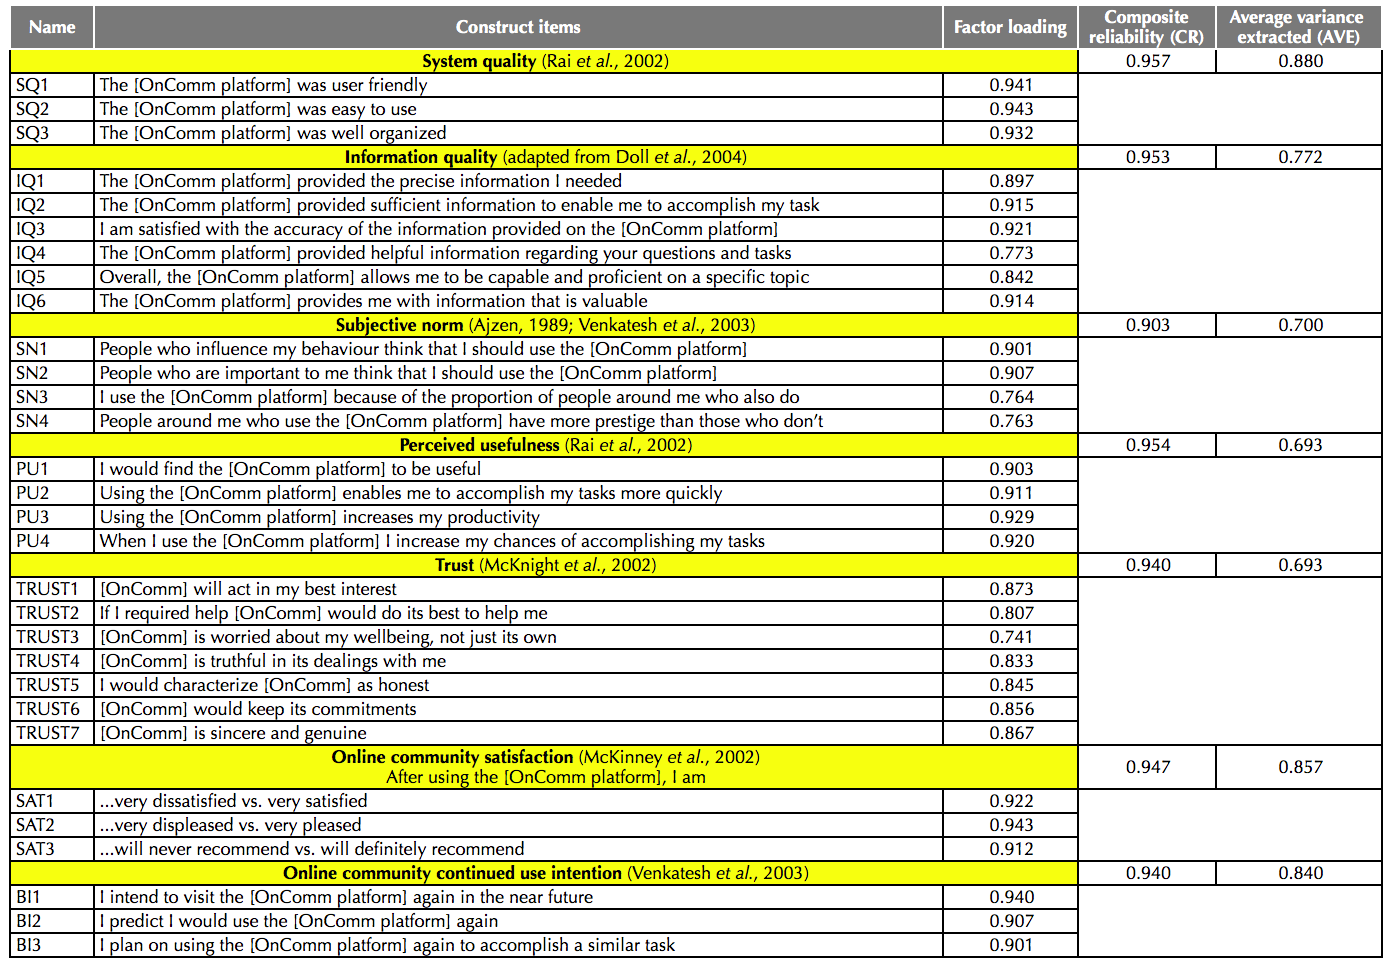 Name Construct items Factor loading Composite reliability (CR) Average variance extracted (AVE)
System quality (Rai et al., 2002) 0.957 0.880
SQ1 The [OnComm platform] was user friendly 0.941
SQ2 The [OnComm platform] was easy to use 0.943
SQ3 The [OnComm platform] was well organized 0.932
Information quality (adapted from Doll et al., 2004) 0.953 0.772
IQ1 The [OnComm platform] provided the precise information I needed 0.897
IQ2 The [OnComm platform] provided sufficient information to enable me to accomplish my task 0.915
IQ3 I am satisfied with the accuracy of the information provided on the [OnComm platform] 0.921
IQ4 The [OnComm platform] provided helpful information regarding your questions and tasks 0.773
IQ5 Overall, the [OnComm platform] allows me to be capable and proficient on a specific topic 0.842
IQ6 The [OnComm platform] provides me with information that is valuable 0.914
Subjective norm (Ajzen, 1989; Venkatesh et al., 2003) 0.903 0.700
SN1 People who influence my behaviour think that I should use the [OnComm platform] 0.901
SN2 People who are important to me think that I should use the [OnComm platform] 0.907
SN3 I use the [OnComm platform] because of the proportion of people around me who also do 0.764
SN4 People around me who use the [OnComm platform] have more prestige than those who don't 0.763
Perceived usefulness (Rai et al., 2002) 0.954 0.693
PU1 I would find the [OnComm platform] to be useful 0.903
PU2 Using the [OnComm platform] enables me to accomplish my tasks more quickly 0.911
PU3 Using the [OnComm platform] increases my productivity 0.929
PU4 When I use the [OnComm platform] I increase my chances of accomplishing my tasks 0.920
Trust (McKnight et al., 2002) 0.940 0.693
TRUST1 [OnComm] will act in my best interest 0.873
TRUST2 If I required help [OnComm] would do its best to help me 0.807
TRUST3 [OnComm] is worried about my wellbeing, not just its own 0.741
TRUST4 [OnComm] is truthful in its dealings with me 0.833
TRUST5 I would characterize [OnComm] as honest 0.845
TRUST6 [OnComm] would keep its commitments 0.856
TRUST7 [OnComm] is sincere and genuine 0.867
Online community satisfaction (McKinney et al., 2002)
After using the [OnComm platform], I am 0.947 0.857
SAT1 ...very dissatisfied vs. very satisfied 0.922
SAT2 ...very displeased vs. very pleased 0.943
SAT3 ...will never recommend vs. will definitely recommend 0.912
Online community continued use intention (Venkatesh et al., 2003) 0.940 0.840
BI1 I intend to visit the [OnComm platform] again in the near future 0.940
BI2 I predict I would use the [OnComm platform] again 0.907
BI3 I plan on using the [OnComm platform] again to accomplish a similar task 0.901